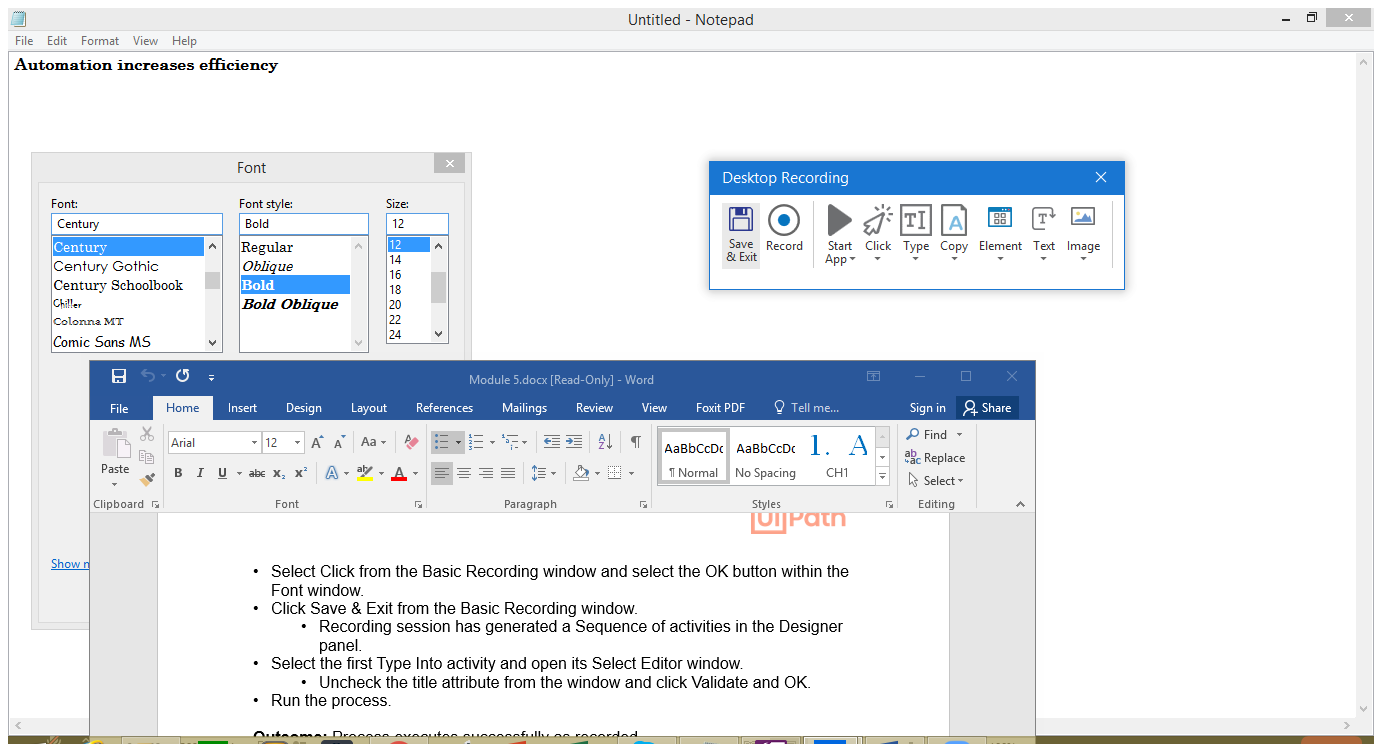 Untitled - Notepad
File Edit Format View Help
Automation increases efficiency
Font
Font: Font style: Size:
Century Bold 12
Century Regular 12
Century Gothic Oblique 14
Century Schoolbook Bold 16
Chiller Bold Oblique 18
Colonna MT 20
Comic Sans MS 22
24
Show
Desktop Recording
Save & Exit Record Start App Click Type Copy Element Text Image
Module 5.docx [Read-Only] - Word
File Home Insert Design Layout References Mailings Review View Foxit PDF Tell me... Sign in Share
Paste Arial 12 A A Aa
B I U abc X₂ X² A ab A
AaBbCcDc AaBbCcDc 1. A
¶ Normal No Spacing CH1
Find
Replace
Select
Clipboard Font Paragraph Styles Editing
UiPath
• Select Click from the Basic Recording window and select the OK button within the
Font window.
• Click Save & Exit from the Basic Recording window.
• Recording session has generated a Sequence of activities in the Designer
panel.
• Select the first Type Into activity and open its Select Editor window.
• Uncheck the title attribute from the window and click Validate and OK.
• Run the process.
Outcome: Process executes successfully as recorded.